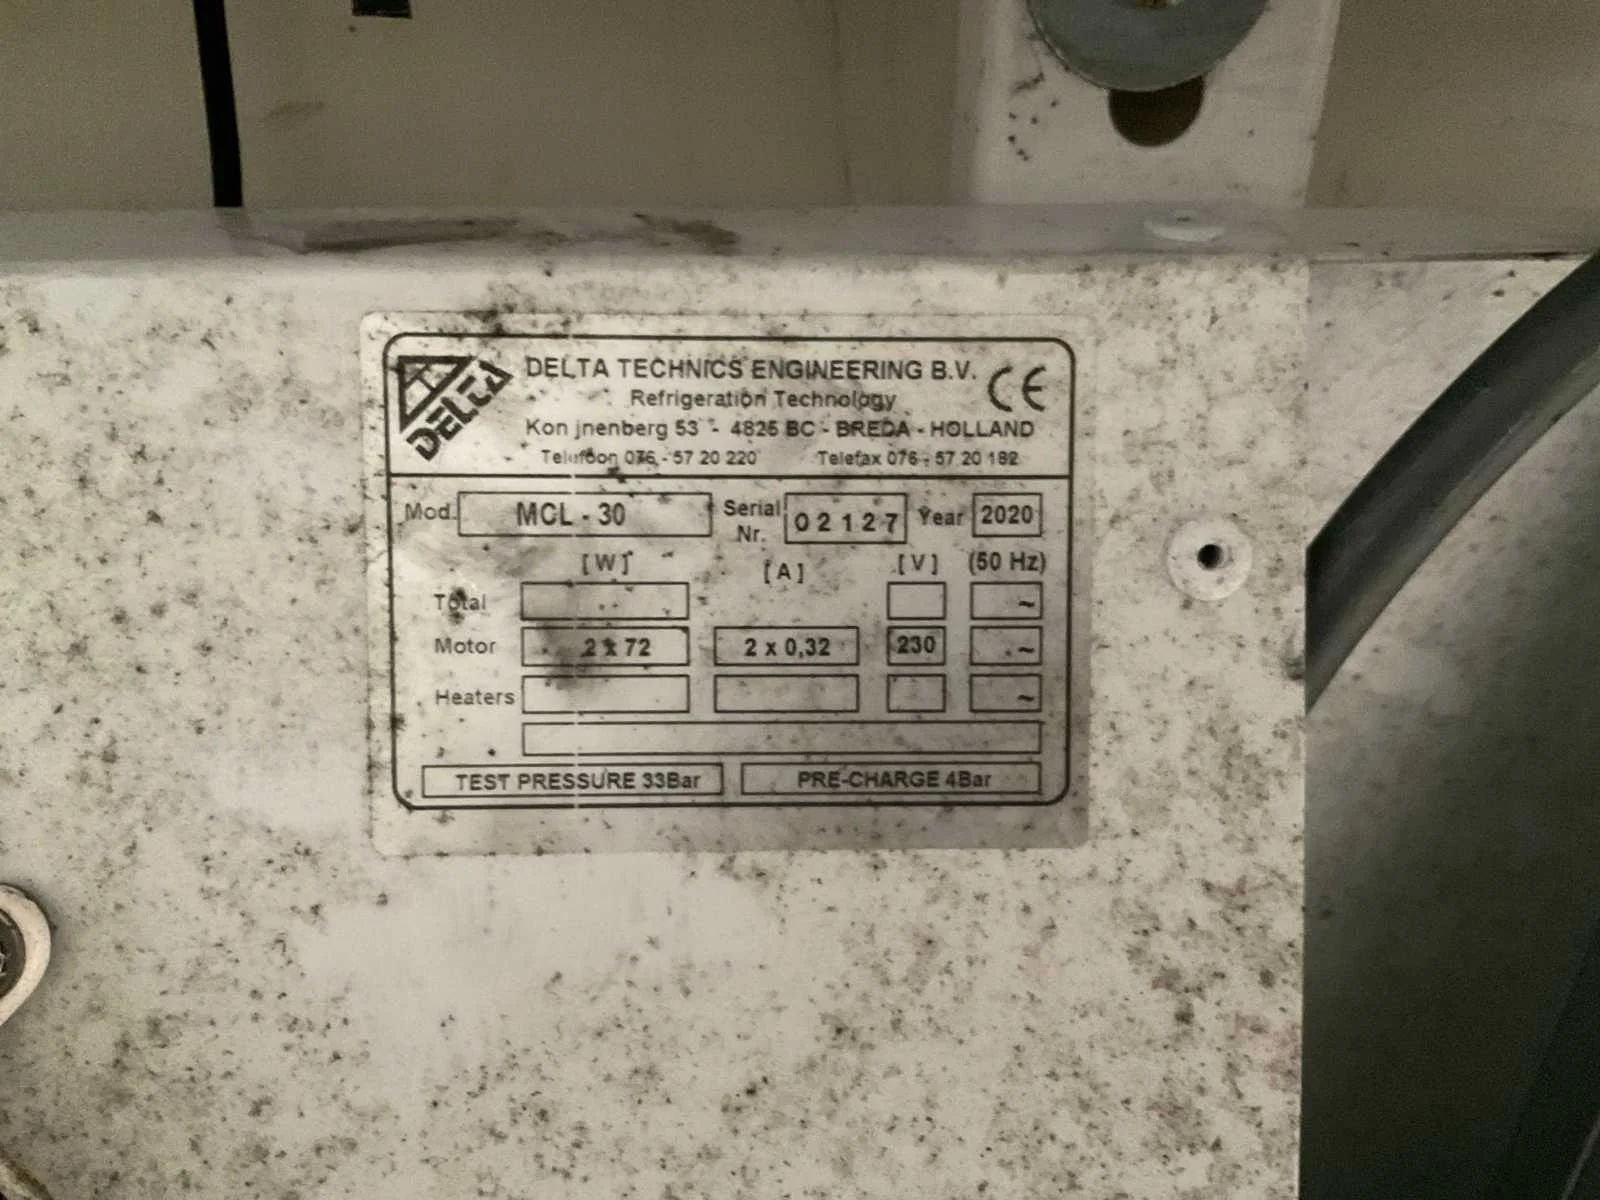 DELTA
DELTA TECHNICS ENGINEERING B.V. CE
Refrigeration Technology
Kon jnenberg 53 - 4825 BC - BREDA - HOLLAND
Telefoon 076 - 57 20 220 Telefax 076 - 57 20 182
Mod. MCL - 30 Serial Nr. 02127 Year 2020
[W] [A] [V] (50 Hz)
Total ~
Motor 2 x 72 2 x 0,32 230 ~
Heaters ~
TEST PRESSURE 33Bar PRE-CHARGE 4Bar